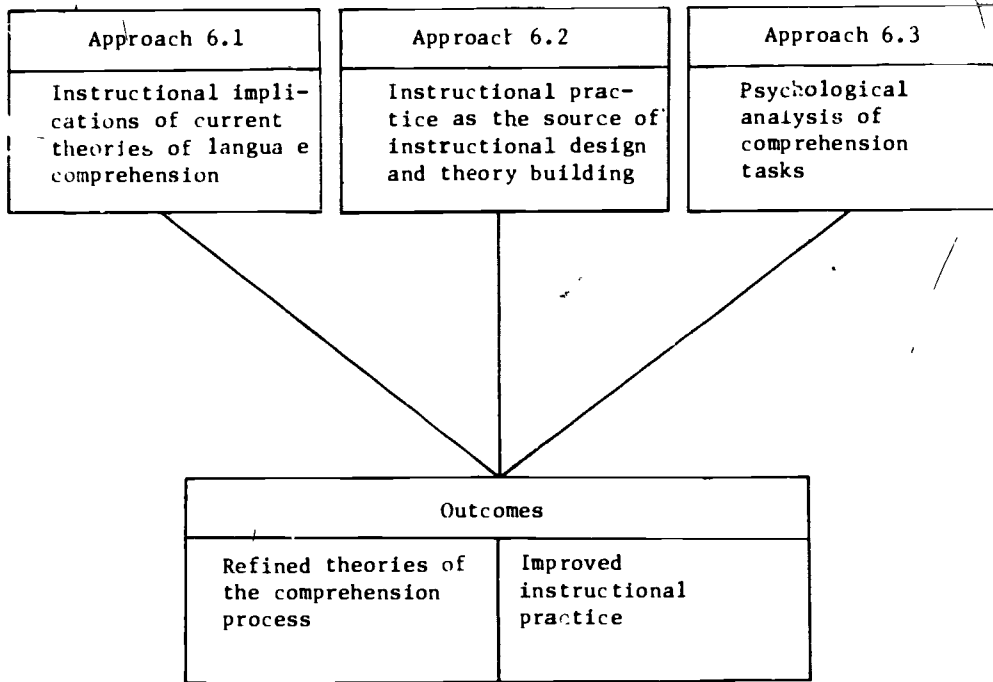 Approach 6.1
Instructional impli-
cations of current
theories of langua e
comprehension
Approach 6.2
Instructional prac-
tice as the source of
instructional design
and theory building
Approach 6.3
Psychological
analysis of
comprehension
tasks
Outcomes
Refined theories of
the comprehension
process
Improved
instructional
practice